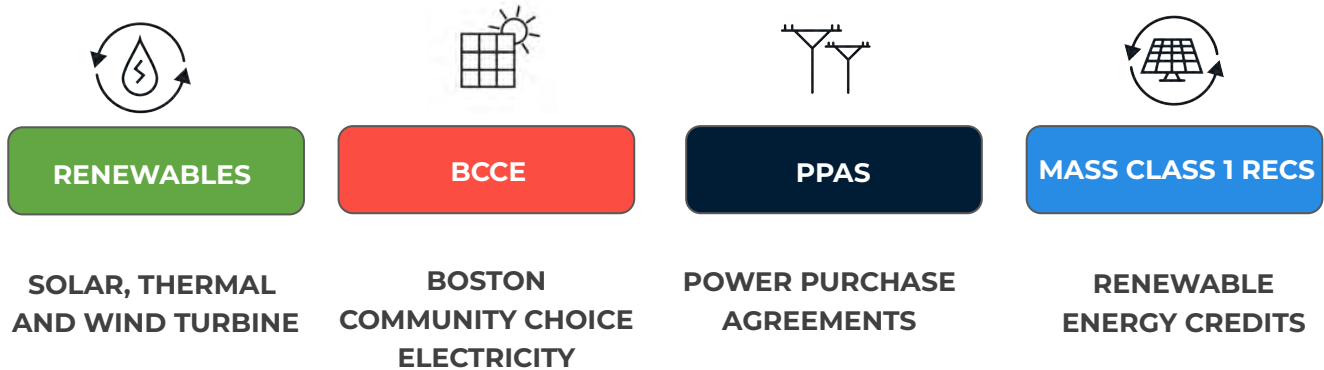 RENEWABLES
SOLAR, THERMAL
AND WIND TURBINE
BCCE
BOSTON
COMMUNITY CHOICE
ELECTRICITY
PPAS
POWER PURCHASE
AGREEMENTS
MASS CLASS 1 RECS
RENEWABLE
ENERGY CREDITS